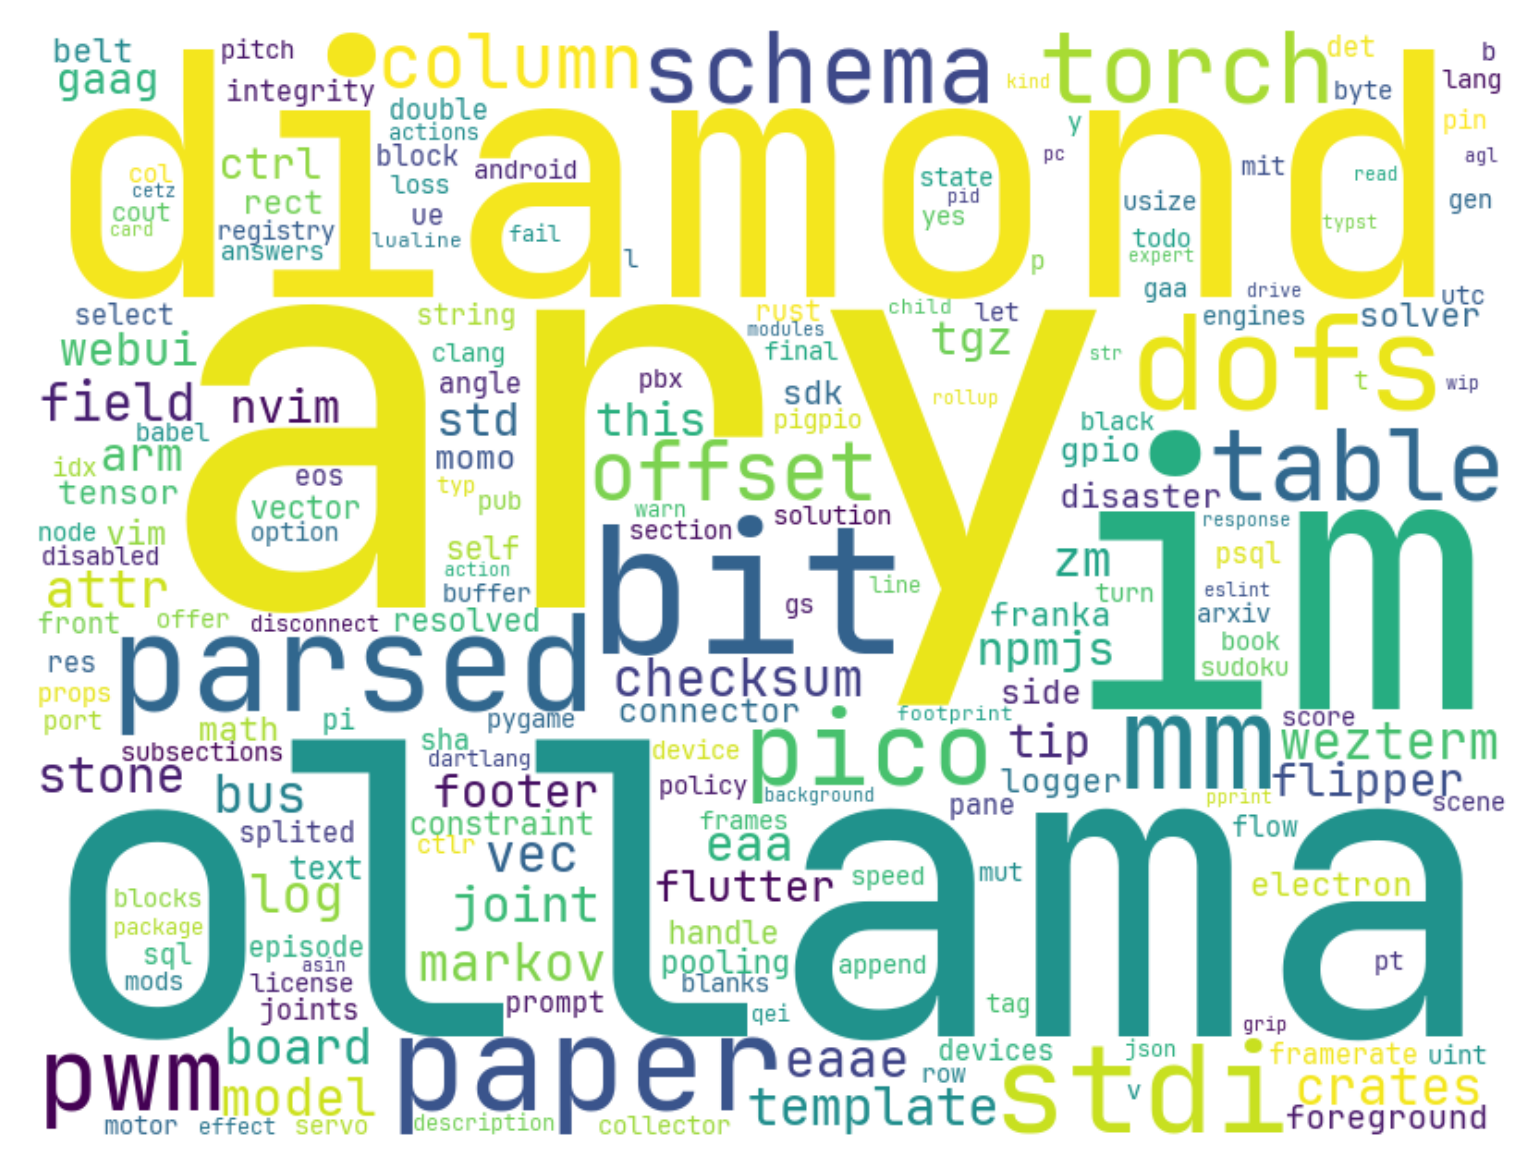 belt
pitch
column
schema
torch
det
b
gaag
integrity
kind
byte
lang
double
actions
diamond
y
pin
ctrl
block
android
pc
mit
agl
col
cetz
rect
loss
state
pid
read
cout
card
registry
ue
usize
gen
answers
lualine
fail
yes
todo
typst
expert
l
p
gaa
drive
utc
select
string
rust
child
let
engines
solver
webui
clang
modules
final
tgz
str
dofs
t
wip
field
nvim
angle
pbx
sdk
rollup
babel
std
this
pigpio
black
ary
arm
momo
gpio
table
idx
eos
typ
offset
tensor
vector
pub
disaster
node
vim
option
warn
section
solution
response
disabled
self
bit
zm
psql
im
attr
action
buffer
line
turn
eslint
front
offer
disconnect
resolved
gs
franka
arxiv
parsed
npmjs
book
res
checksum
sudoku
props
side
port
math
pi
pygame
connector
footprint
score
subsections
sha
dartlang
device
pico
tip
mm
wezterm
stone
bus
footer
policy
background
logger
flipper
pane
pprint
scene
splited
constraint
frames
flow
ctlr
vec
eaa
text
ollama
blocks
log
joint
flutter
speed
mut
electron
package
sql
episode
handle
asin
markov
pooling
append
pt
mods
license
blanks
joints
prompt
qei
tag
grip
pwm
board
paper
eaae
devices
json
framerate
uint
model
row
stdi
v
crates
template
motor
effect
servo
description
collector
foreground